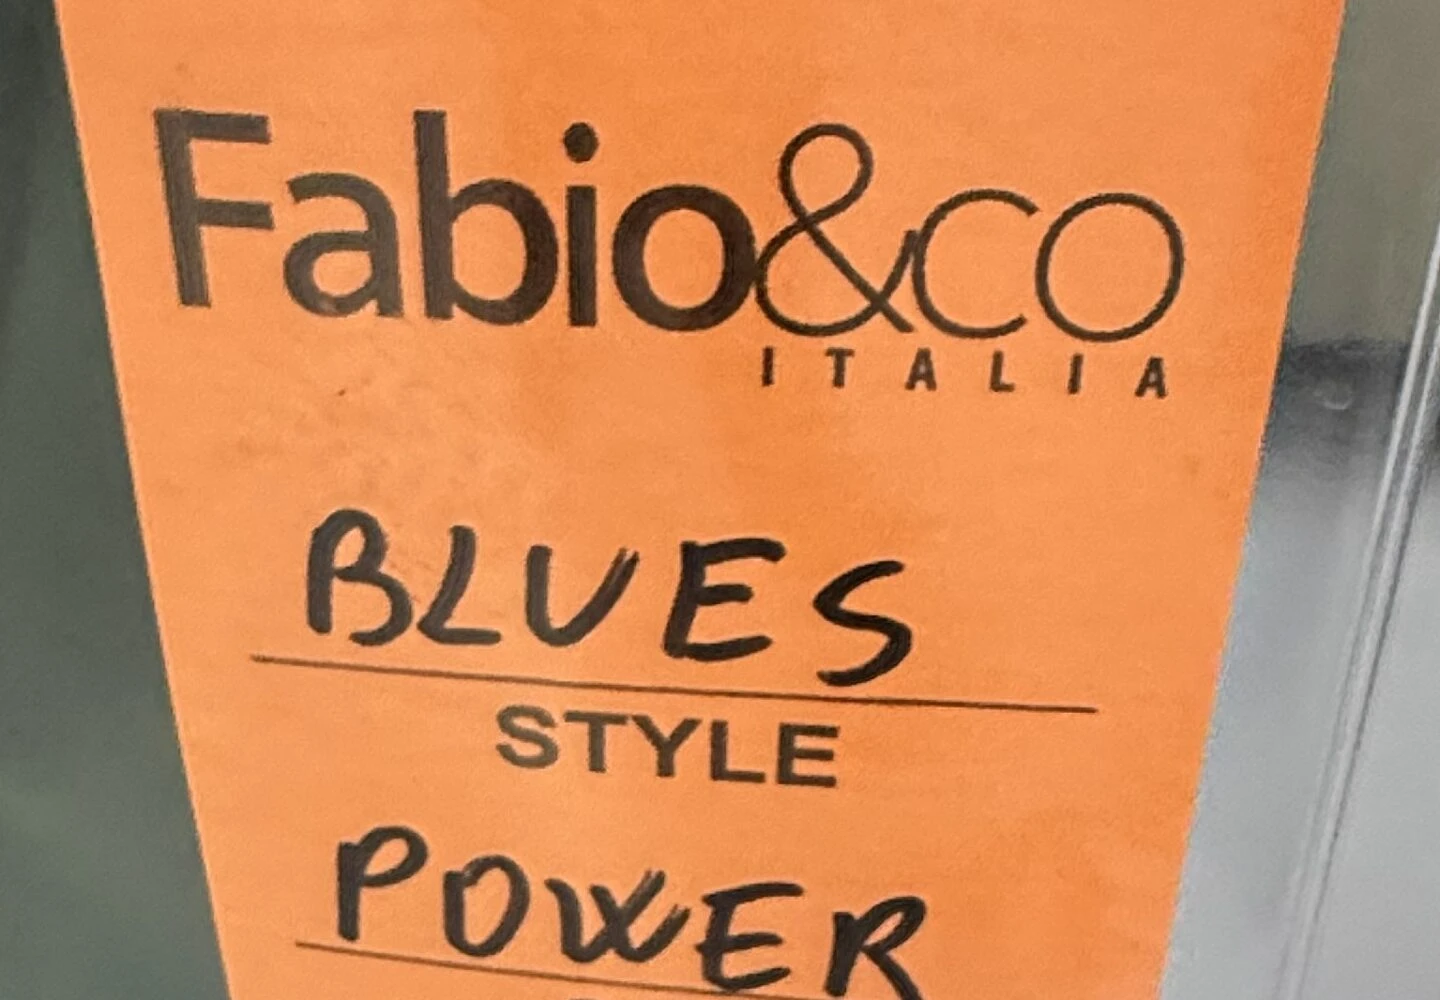 Fabio&co
ITALIA
BLUES
STYLE
POWER